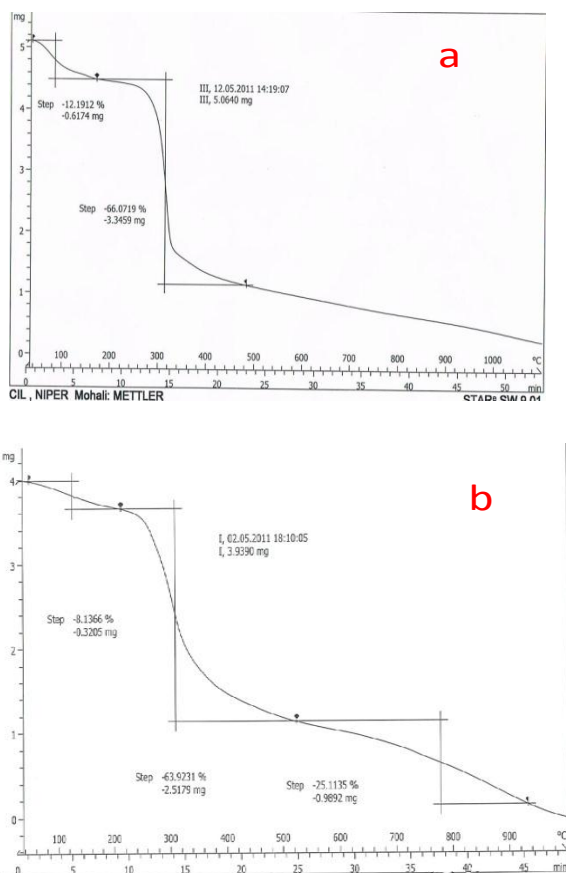 mg
a
5
4
3
2
1
0
Step -12.1912 %
-0.6174 mg
III, 12.05.2011 14:19:07
III, 5.0640 mg
Step -66.0719 %
-3.3459 mg
100 200 300 400 500 600 700 800 900 1000 °C
0 5 10 15 20 25 30 35 40 45 50 min
CIL , NIPER Mohali: METTLER STARe SW 9.01
mg
b
4
3
2
1
0
I, 02.05.2011 18:10:05
I, 3.9390 mg
Step -8.1366 %
-0.3205 mg
Step -63.9231 %
-2.5179 mg
Step -25.1135 %
-0.9892 mg
100 200 300 400 500 600 700 800 900 °C
0 5 10 15 20 25 30 35 40 45 min